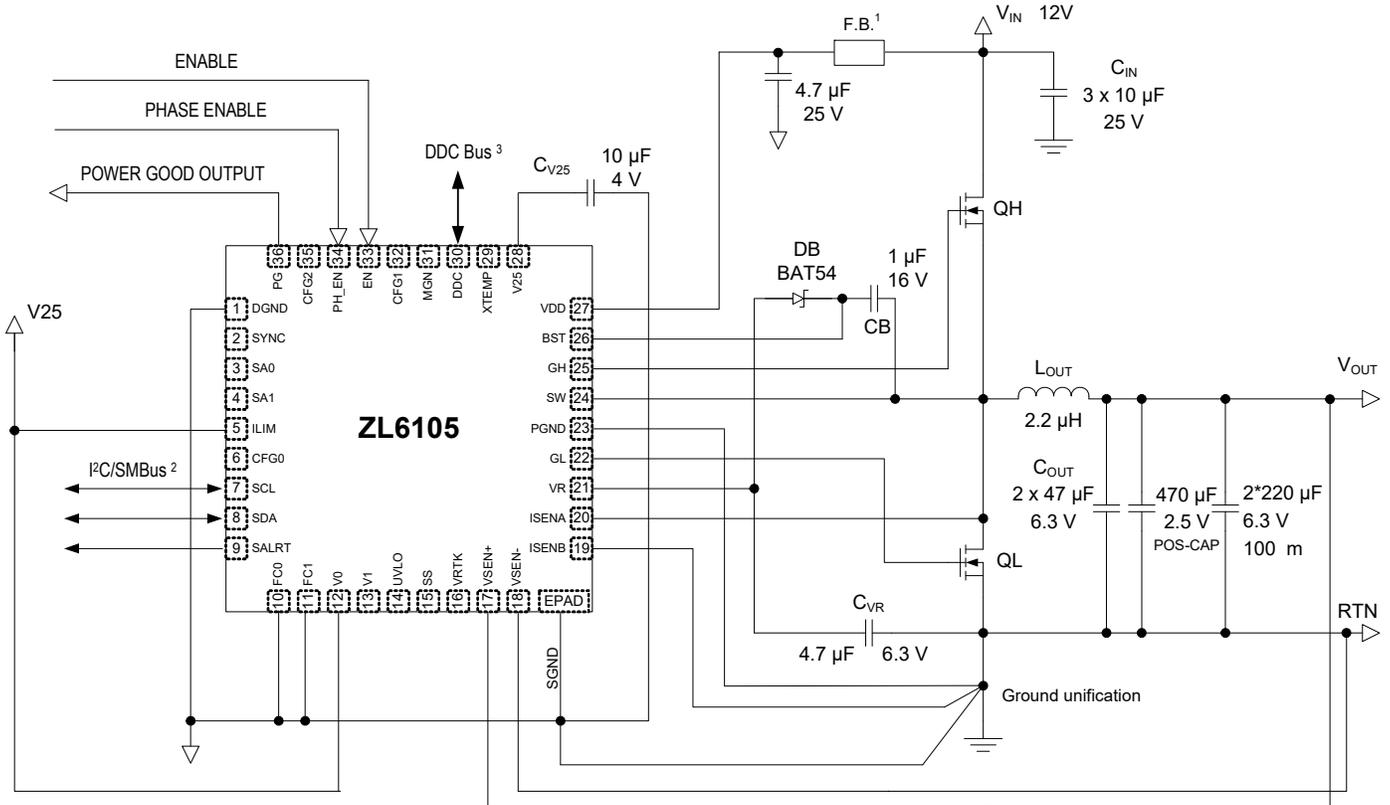 F.B.¹
V_IN 12V
ENABLE
4.7 µF
25 V
C_IN
3 x 10 µF
25 V
PHASE ENABLE
DDC Bus ³
C_V25
10 µF
4 V
POWER GOOD OUTPUT
QH
DB
BAT54
1 µF
16 V
CB
36 35 34 33 32 31 30 29 28
PG CFG2 PH_EN EN CFG1 MGN DDC XTEMP V25
V25
1 DGND
2 SYNC
3 SA0
4 SA1
5 ILIM
6 CFG0
7 SCL
8 SDA
9 SALRT
I²C/SMBus ²
ZL6105
VDD 27
BST 26
GH 25
SW 24
PGND 23
GL 22
VR 21
ISENA 20
ISENB 19
FC0 FC1 V0 V1 UVLO SS VRTK VSEN+ VSEN-
10 11 12 13 14 15 16 17 18
EPAD
SGND
L_OUT
2.2 µH
V_OUT
C_OUT
2 x 47 µF
6.3 V
470 µF
2.5 V
POS-CAP
2*220 µF
6.3 V
100 m
QL
C_VR
4.7 µF 6.3 V
RTN
Ground unification